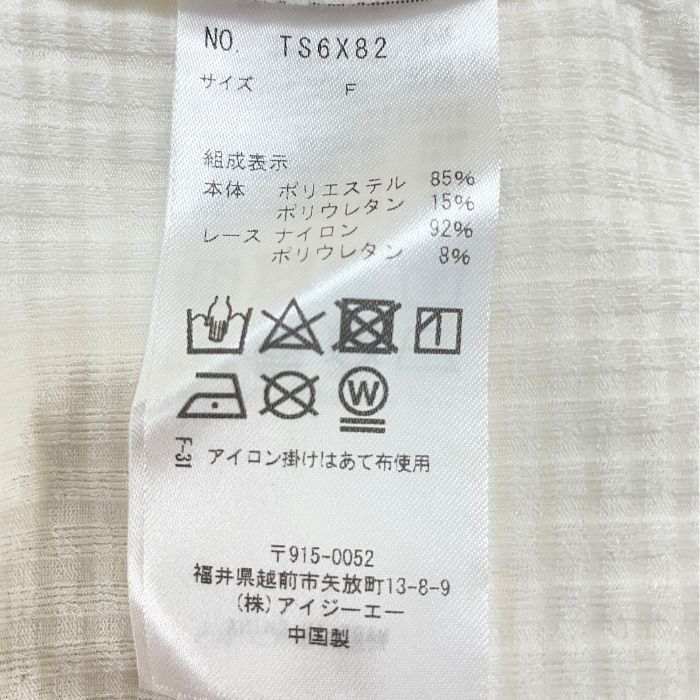 NO. TS6X82
サイズ F
組成表示
本体 ポリエステル 85%
ポリウレタン 15%
レース ナイロン 92%
ポリウレタン 8%
W
F-31
アイロン掛けはあて布使用
〒915-0052
福井県越前市矢放町13-8-9
(株)アイジーエー
中国製